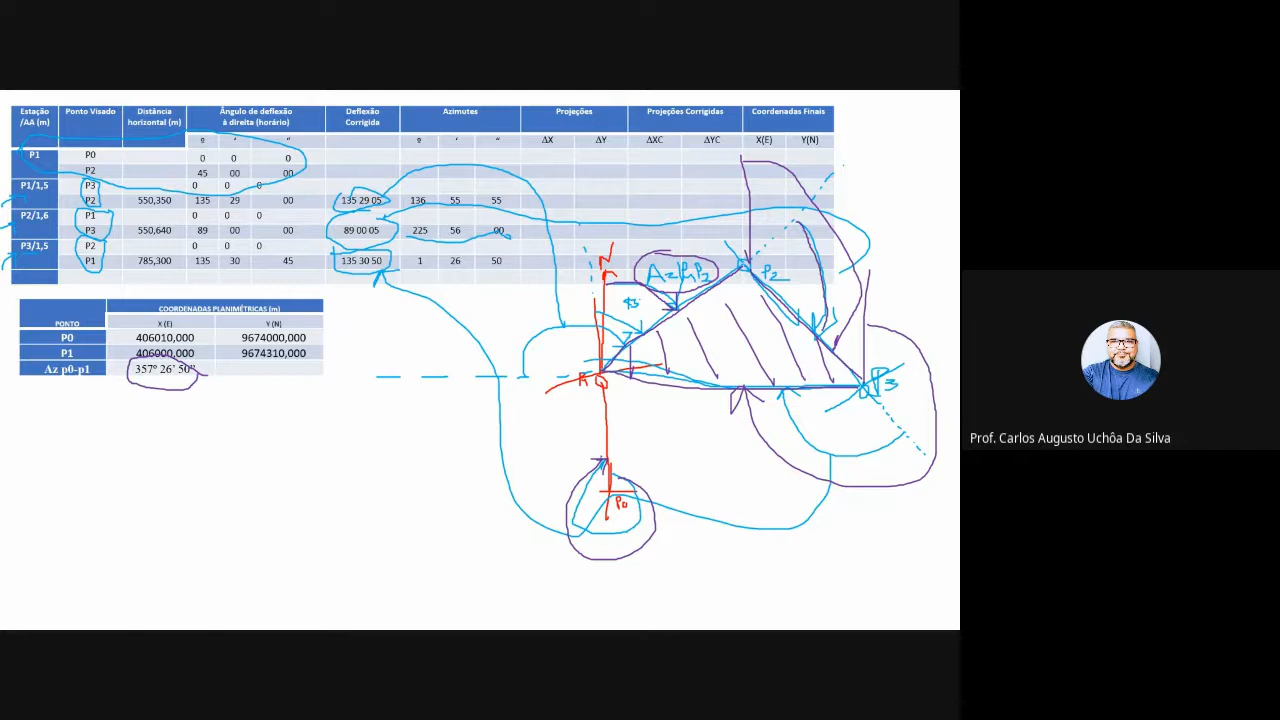 Estação /AA (m) Ponto Visado Distância horizontal (m) Ângulo de deflexão à direita (horário) Deflexão Corrigida Azimutes Projeções Projeções Corrigidas Coordenadas Finais
º ‘ “ º ‘ “ ΔX ΔY ΔXC ΔYC X(E) Y(N)
P1 P0 0 0 0
P2 45 00 00
P1/1,5 P3 0 0 0
P2 550,350 135 29 00 135 29 05 136 55 55
P2/1,6 P1 0 0 0
P3 550,640 89 00 00 89 00 05 225 56 00
P3/1,5 P2 0 0 0
P1 785,300 135 30 45 135 30 50 1 26 50
PONTO COORDENADAS PLANIMÉTRICAS (m)
X (E) Y (N)
P0 406010,000 9674000,000
P1 406000,000 9674310,000
Az p0-p1 357º 26' 50"
N
Az P1P2
P2
P1
P3
P0
Prof. Carlos Augusto Uchôa Da Silva